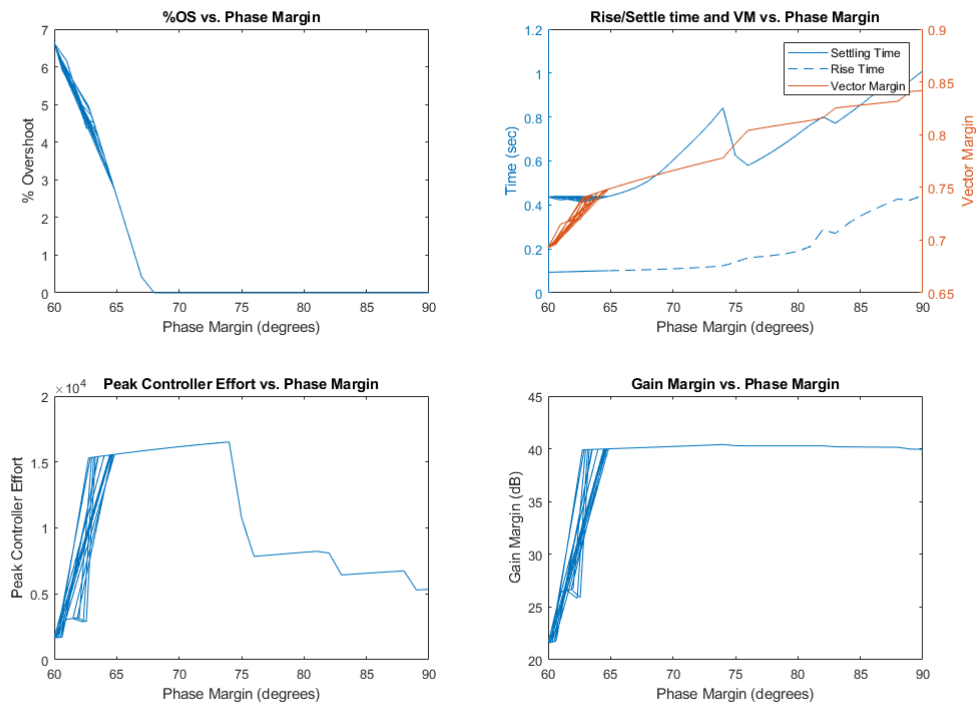 %OS vs. Phase Margin
7
6
5
4
3
2
1
0
% Overshoot
60 65 70 75 80 85 90
Phase Margin (degrees)
Rise/Settle time and VM vs. Phase Margin
1.2
1
0.8
0.6
0.4
0.2
0
Time (sec)
Settling Time
Rise Time
Vector Margin
0.9
0.85
0.8
0.75
0.7
0.65
Vector Margin
60 65 70 75 80 85 90
Phase Margin (degrees)
Peak Controller Effort vs. Phase Margin
×10⁴
2
1.5
1
0.5
0
Peak Controller Effort
60 65 70 75 80 85 90
Phase Margin (degrees)
Gain Margin vs. Phase Margin
45
40
35
30
25
20
Gain Margin (dB)
60 65 70 75 80 85 90
Phase Margin (degrees)